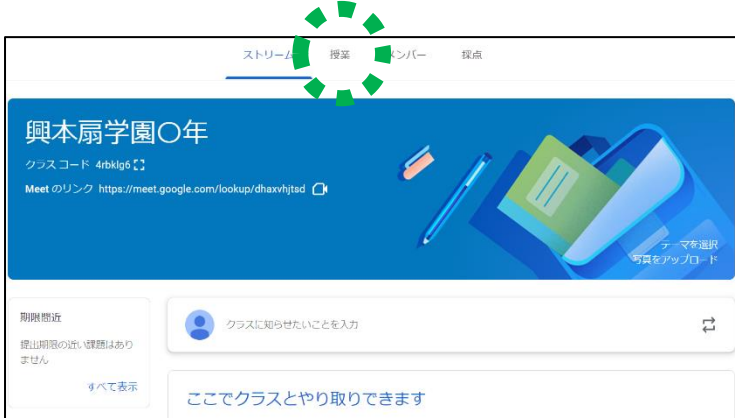 ストリーム 授業 メンバー 採点
興本扇学園〇年
クラス コード 4rbklg6
Meet のリンク https://meet.google.com/lookup/dhaxvhjtsd
テーマを選択
写真をアップロード
期限間近
提出期限の近い課題はあり
ません
すべて表示
クラスに知らせたいことを入力
ここでクラスとやり取りできます